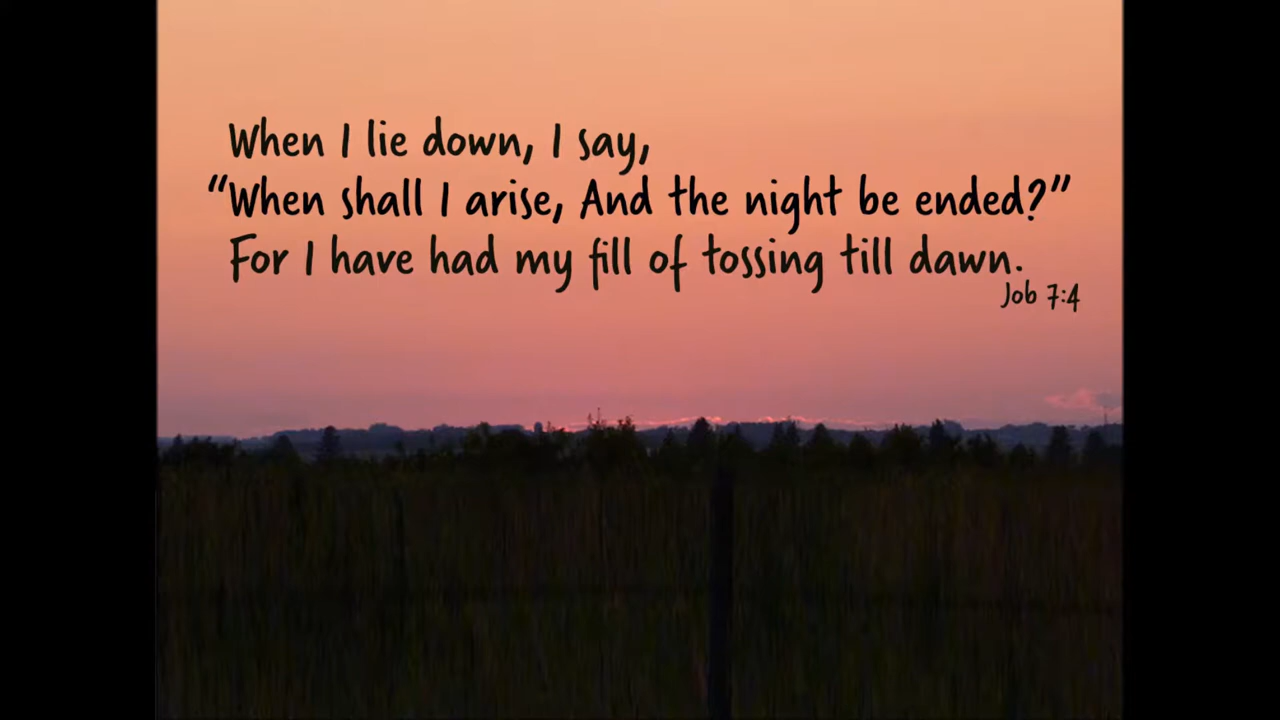 When I lie down, I say,
“When shall I arise, And the night be ended?”
For I have had my fill of tossing till dawn.
Job 7:4